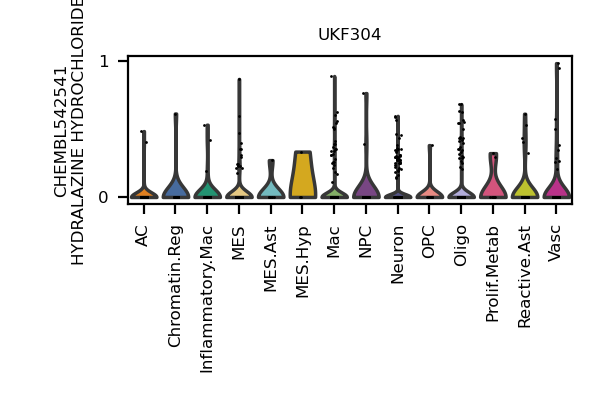 UKF304
CHEMBL542541
HYDRALAZINE HYDROCHLORIDE
1
0
AC
Chromatin.Reg
Inflammatory.Mac
MES
MES.Ast
MES.Hyp
Mac
NPC
Neuron
OPC
Oligo
Prolif.Metab
Reactive.Ast
Vasc